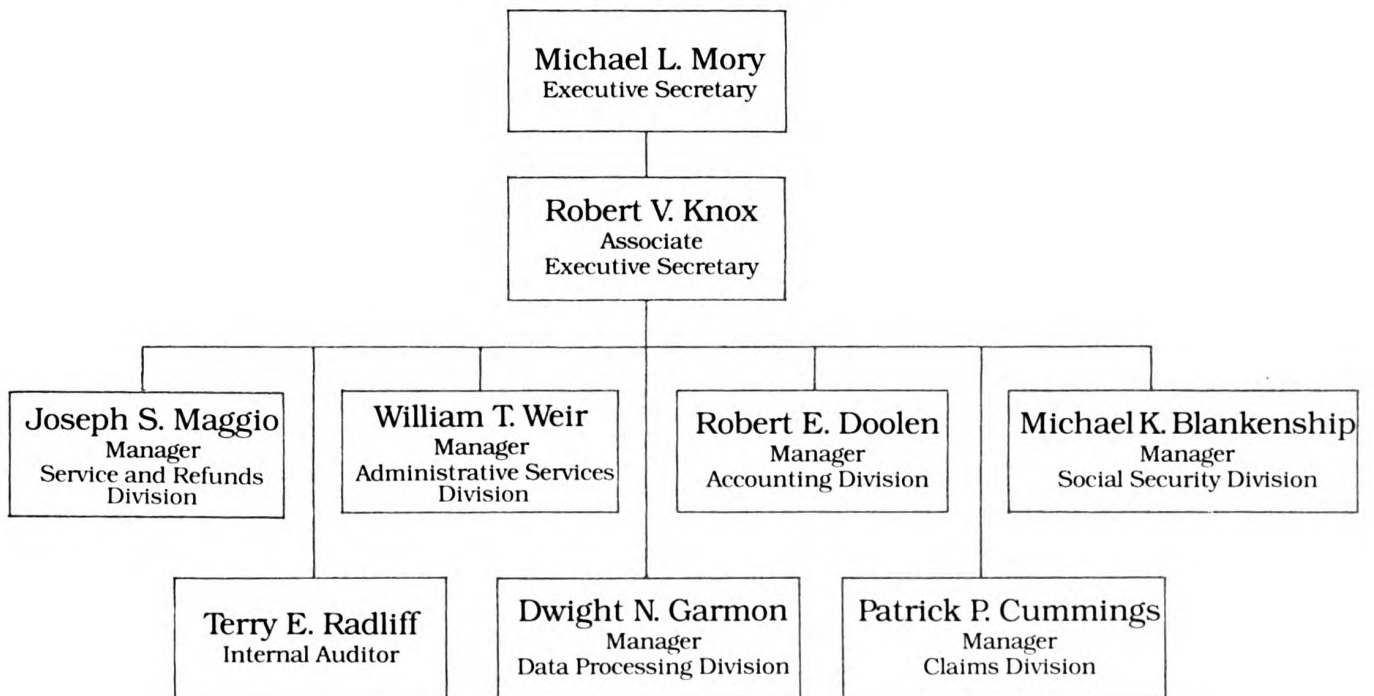 Michael L. Mory
Executive Secretary
Robert V. Knox
Associate
Executive Secretary
Joseph S. Maggio
Manager
Service and Refunds
Division
William T. Weir
Manager
Administrative Services
Division
Robert E. Doolen
Manager
Accounting Division
Michael K. Blankenship
Manager
Social Security Division
Terry E. Radliff
Internal Auditor
Dwight N. Garmon
Manager
Data Processing Division
Patrick P. Cummings
Manager
Claims Division